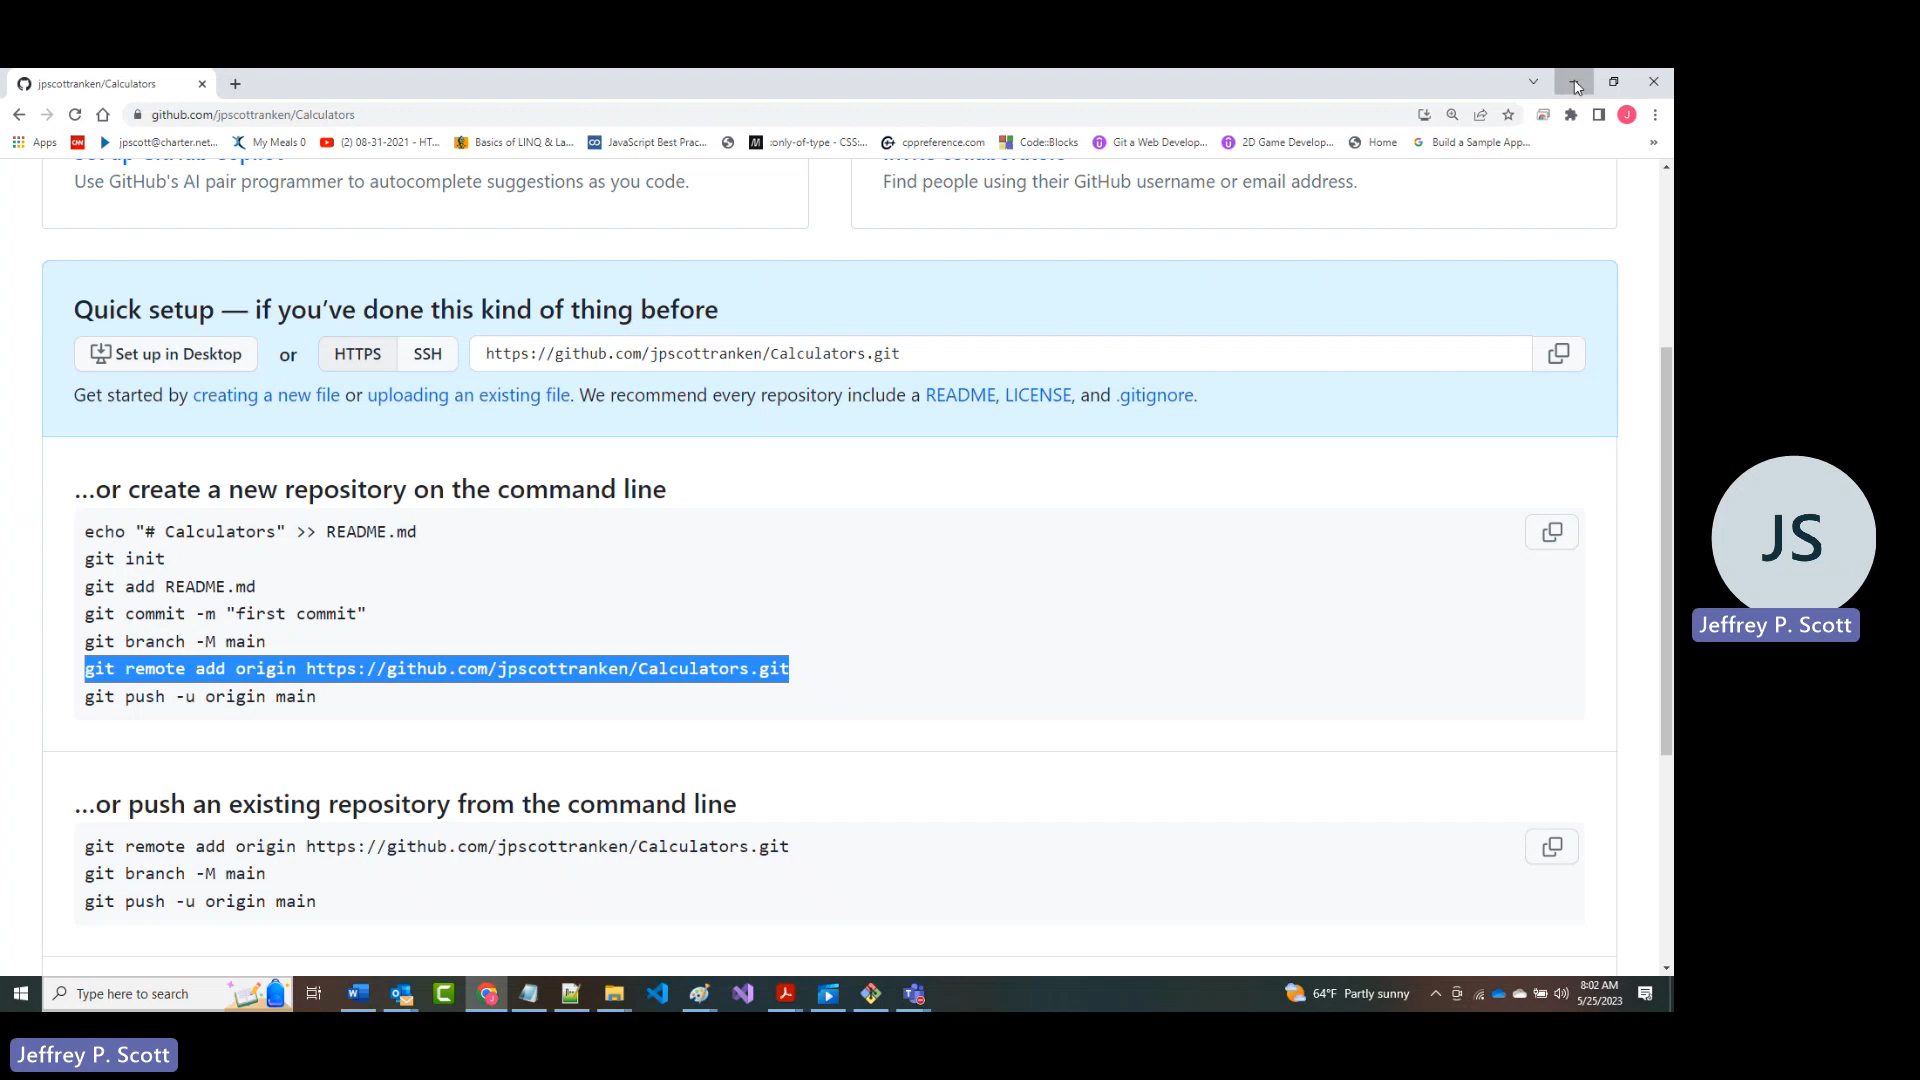 jpscottranken/Calculators
github.com/jpscottranken/Calculators
J
Apps
CNN
jpscott@charter.net...
My Meals 0
(2) 08-31-2021 - HT...
Basics of LINQ & La...
JavaScript Best Prac...
:only-of-type - CSS:...
cppreference.com
Code::Blocks
Git a Web Develop...
2D Game Develop...
Home
Build a Sample App...
»
Use GitHub's AI pair programmer to autocomplete suggestions as you code.
Find people using their GitHub username or email address.
Quick setup — if you've done this kind of thing before
Set up in Desktop or HTTPS SSH https://github.com/jpscottranken/Calculators.git
Get started by creating a new file or uploading an existing file. We recommend every repository include a README, LICENSE, and .gitignore.
...or create a new repository on the command line
echo "# Calculators" >> README.md
git init
git add README.md
git commit -m "first commit"
git branch -M main
git remote add origin https://github.com/jpscottranken/Calculators.git
git push -u origin main
...or push an existing repository from the command line
git remote add origin https://github.com/jpscottranken/Calculators.git
git branch -M main
git push -u origin main
JS
Jeffrey P. Scott
Type here to search
64°F Partly sunny
8:02 AM
5/25/2023
Jeffrey P. Scott